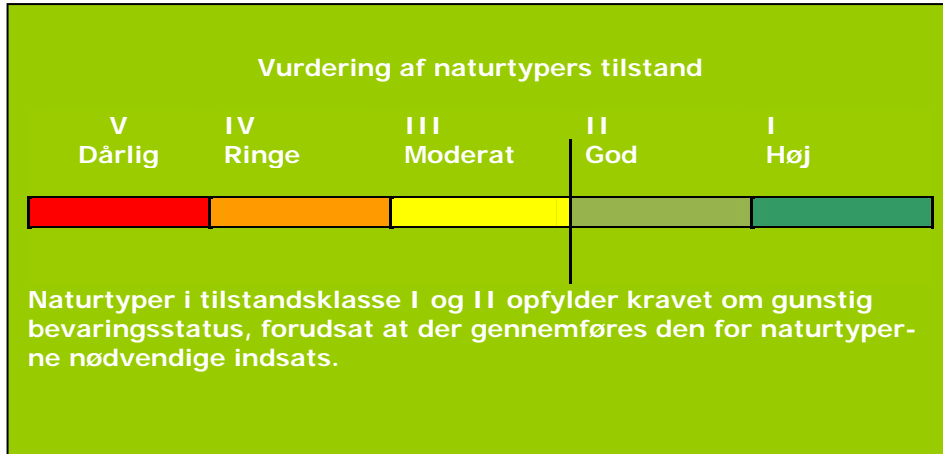 Vurdering af naturtypers tilstand
V IV III II I
Dårlig Ringe Moderat God Høj
Naturtyper i tilstandsklasse I og II opfylder kravet om gunstig
bevaringsstatus, forudsat at der gennemføres den for naturtyper-
ne nødvendige indsats.